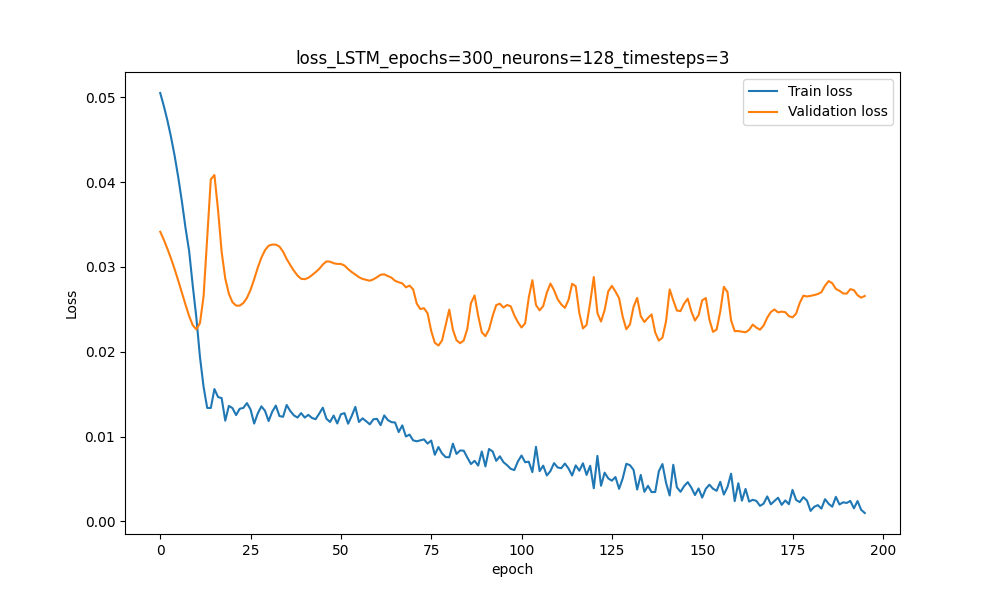 loss_LSTM_epochs=300_neurons=128_timesteps=3
Train loss
Validation loss
Loss
0.05
0.04
0.03
0.02
0.01
0.00
0 25 50 75 100 125 150 175 200
epoch